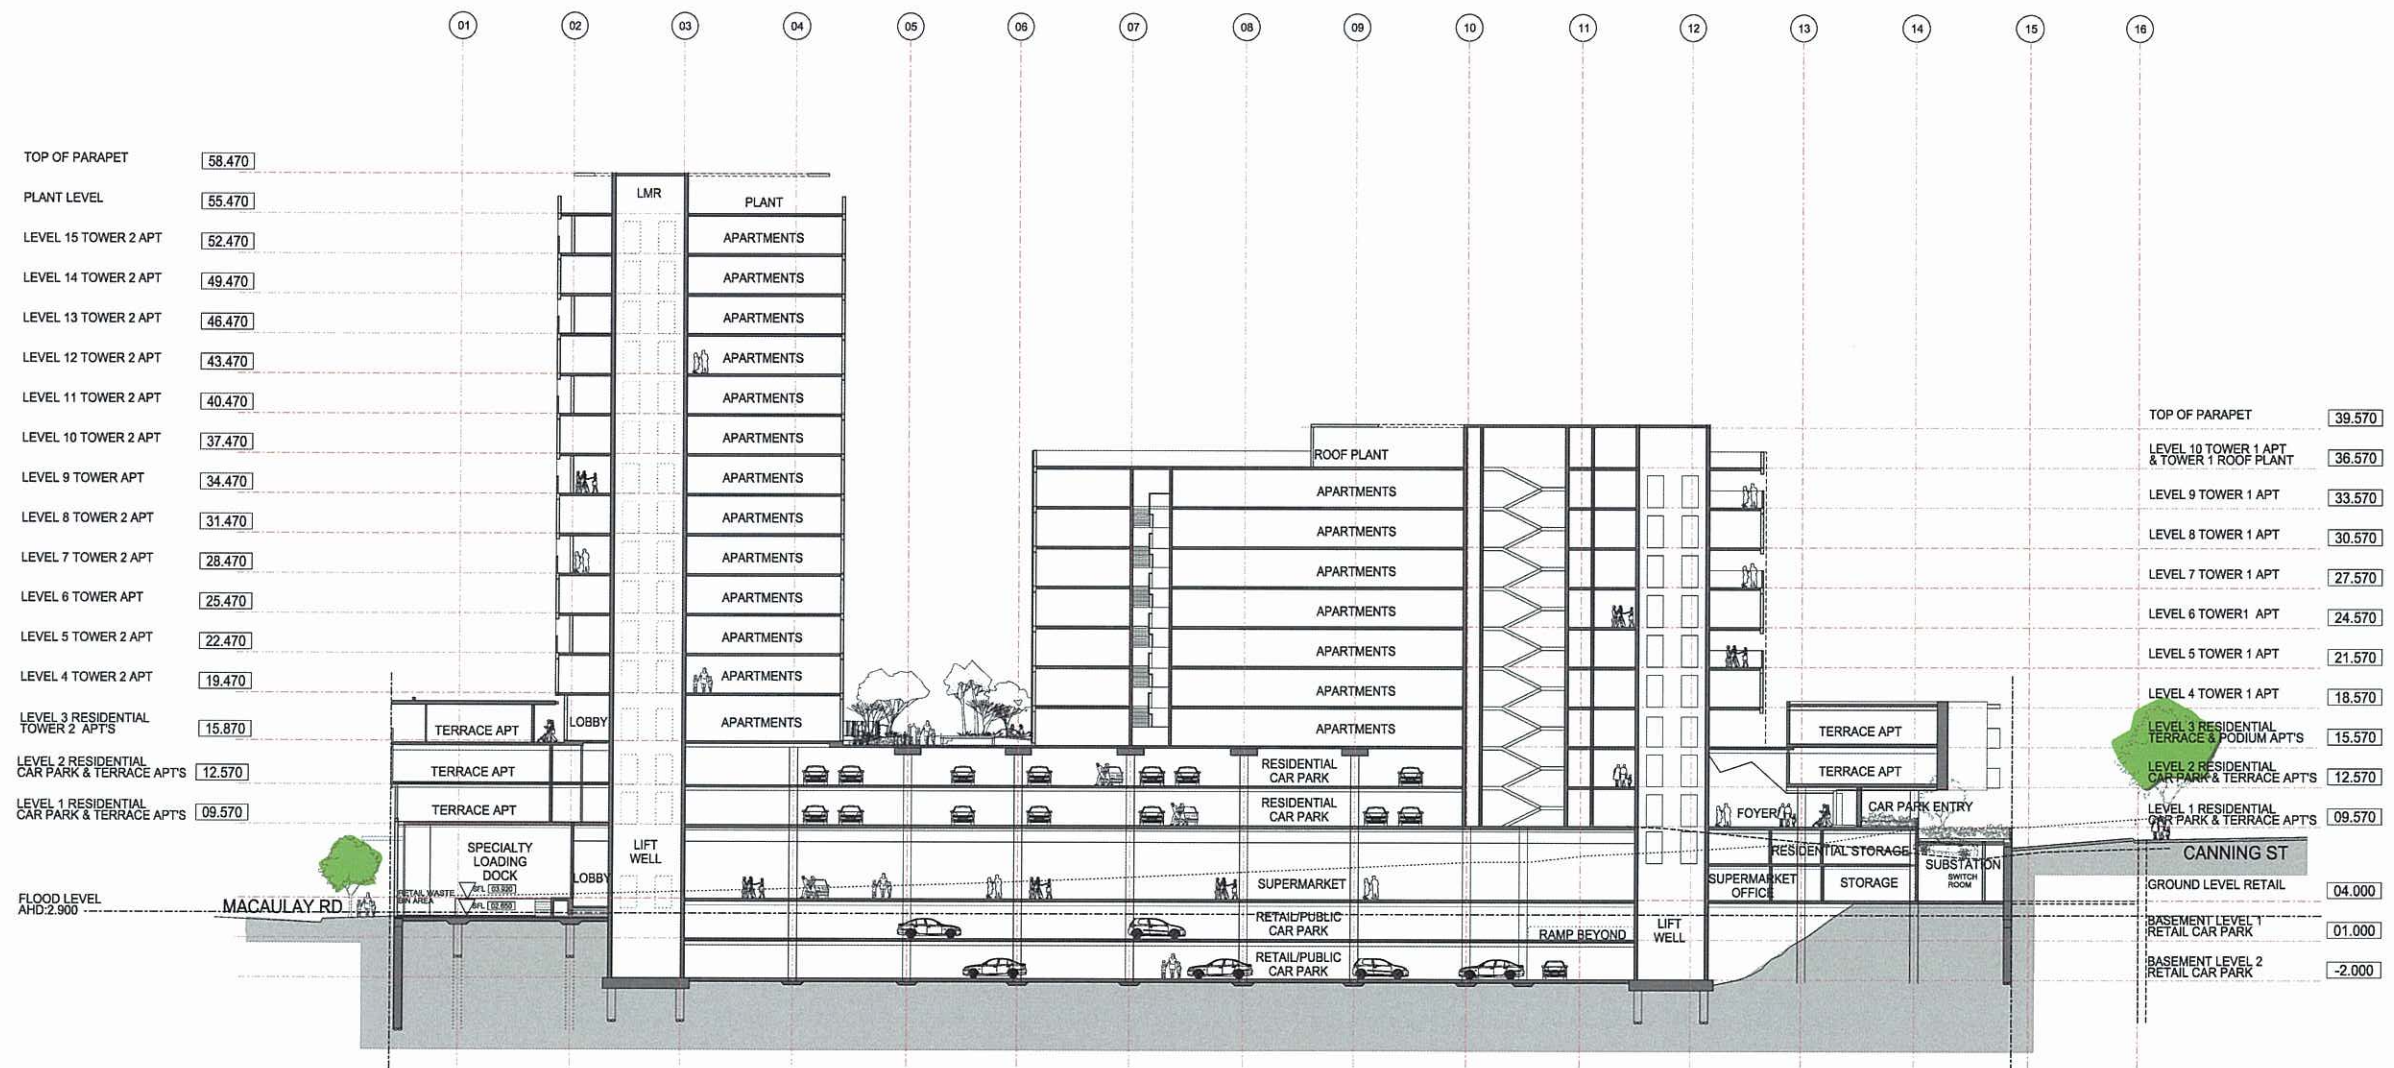 01 02 03 04 05 06 07 08 09 10 11 12 13 14 15 16
TOP OF PARAPET 58.470
PLANT LEVEL 55.470
LEVEL 15 TOWER 2 APT 52.470
LEVEL 14 TOWER 2 APT 49.470
LEVEL 13 TOWER 2 APT 46.470
LEVEL 12 TOWER 2 APT 43.470
LEVEL 11 TOWER 2 APT 40.470
LEVEL 10 TOWER 2 APT 37.470
LEVEL 9 TOWER APT 34.470
LEVEL 8 TOWER 2 APT 31.470
LEVEL 7 TOWER 2 APT 28.470
LEVEL 6 TOWER APT 25.470
LEVEL 5 TOWER 2 APT 22.470
LEVEL 4 TOWER 2 APT 19.470
LEVEL 3 RESIDENTIAL
TOWER 2 APT'S 15.870
LEVEL 2 RESIDENTIAL
CAR PARK & TERRACE APT'S 12.570
LEVEL 1 RESIDENTIAL
CAR PARK & TERRACE APT'S 09.570
FLOOD LEVEL
AHD:2.900
MACAULAY RD
LMR
PLANT
APARTMENTS
APARTMENTS
APARTMENTS
APARTMENTS
APARTMENTS
APARTMENTS
APARTMENTS
APARTMENTS
APARTMENTS
APARTMENTS
APARTMENTS
APARTMENTS
APARTMENTS
TERRACE APT
LOBBY
TERRACE APT
TERRACE APT
SPECIALTY
LOADING
DOCK
RETAIL WASTE
BIN AREA
SFL 03.920
SFL 02.650
LOBBY
LIFT
WELL
ROOF PLANT
APARTMENTS
APARTMENTS
APARTMENTS
APARTMENTS
APARTMENTS
APARTMENTS
APARTMENTS
RESIDENTIAL
CAR PARK
RESIDENTIAL
CAR PARK
SUPERMARKET
RETAIL/PUBLIC
CAR PARK
RETAIL/PUBLIC
CAR PARK
RAMP BEYOND
LIFT
WELL
TERRACE APT
TERRACE APT
FOYER
CAR PARK ENTRY
RESIDENTIAL STORAGE
SUPERMARKET
OFFICE
STORAGE
SUBSTATION
SWITCH
ROOM
TOP OF PARAPET 39.570
LEVEL 10 TOWER 1 APT
& TOWER 1 ROOF PLANT 36.570
LEVEL 9 TOWER 1 APT 33.570
LEVEL 8 TOWER 1 APT 30.570
LEVEL 7 TOWER 1 APT 27.570
LEVEL 6 TOWER1 APT 24.570
LEVEL 5 TOWER 1 APT 21.570
LEVEL 4 TOWER 1 APT 18.570
LEVEL 3 RESIDENTIAL
TERRACE & PODIUM APT'S 15.570
LEVEL 2 RESIDENTIAL
CAR PARK & TERRACE APT'S 12.570
LEVEL 1 RESIDENTIAL
CAR PARK & TERRACE APT'S 09.570
CANNING ST
GROUND LEVEL RETAIL 04.000
BASEMENT LEVEL 1
RETAIL CAR PARK 01.000
BASEMENT LEVEL 2
RETAIL CAR PARK -2.000